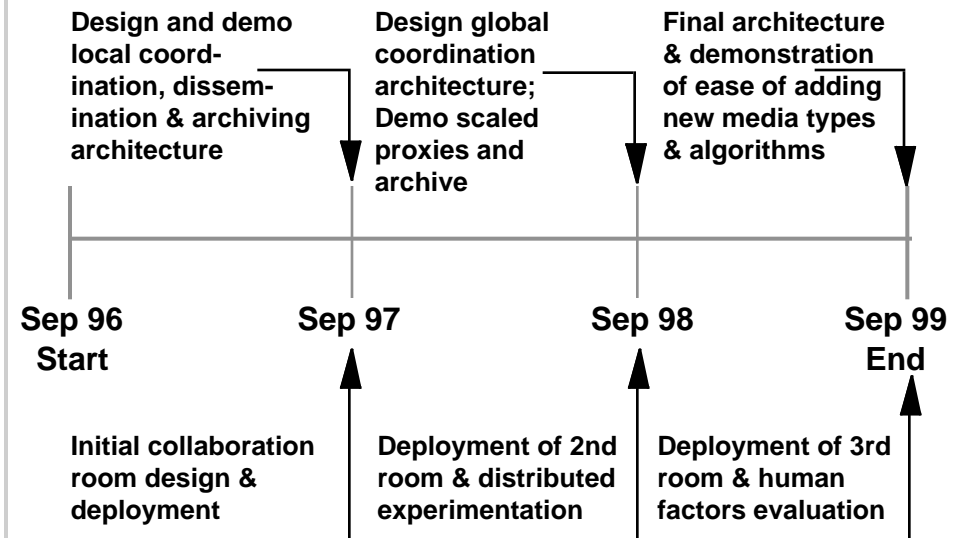 Design and demo
local coord-
ination, dissem-
ination & archiving
architecture
Design global
coordination
architecture;
Demo scaled
proxies and
archive
Final architecture
& demonstration
of ease of adding
new media types
& algorithms
Sep 96
Start
Sep 97
Sep 98
Sep 99
End
Initial collaboration
room design &
deployment
Deployment of 2nd
room & distributed
experimentation
Deployment of 3rd
room & human
factors evaluation